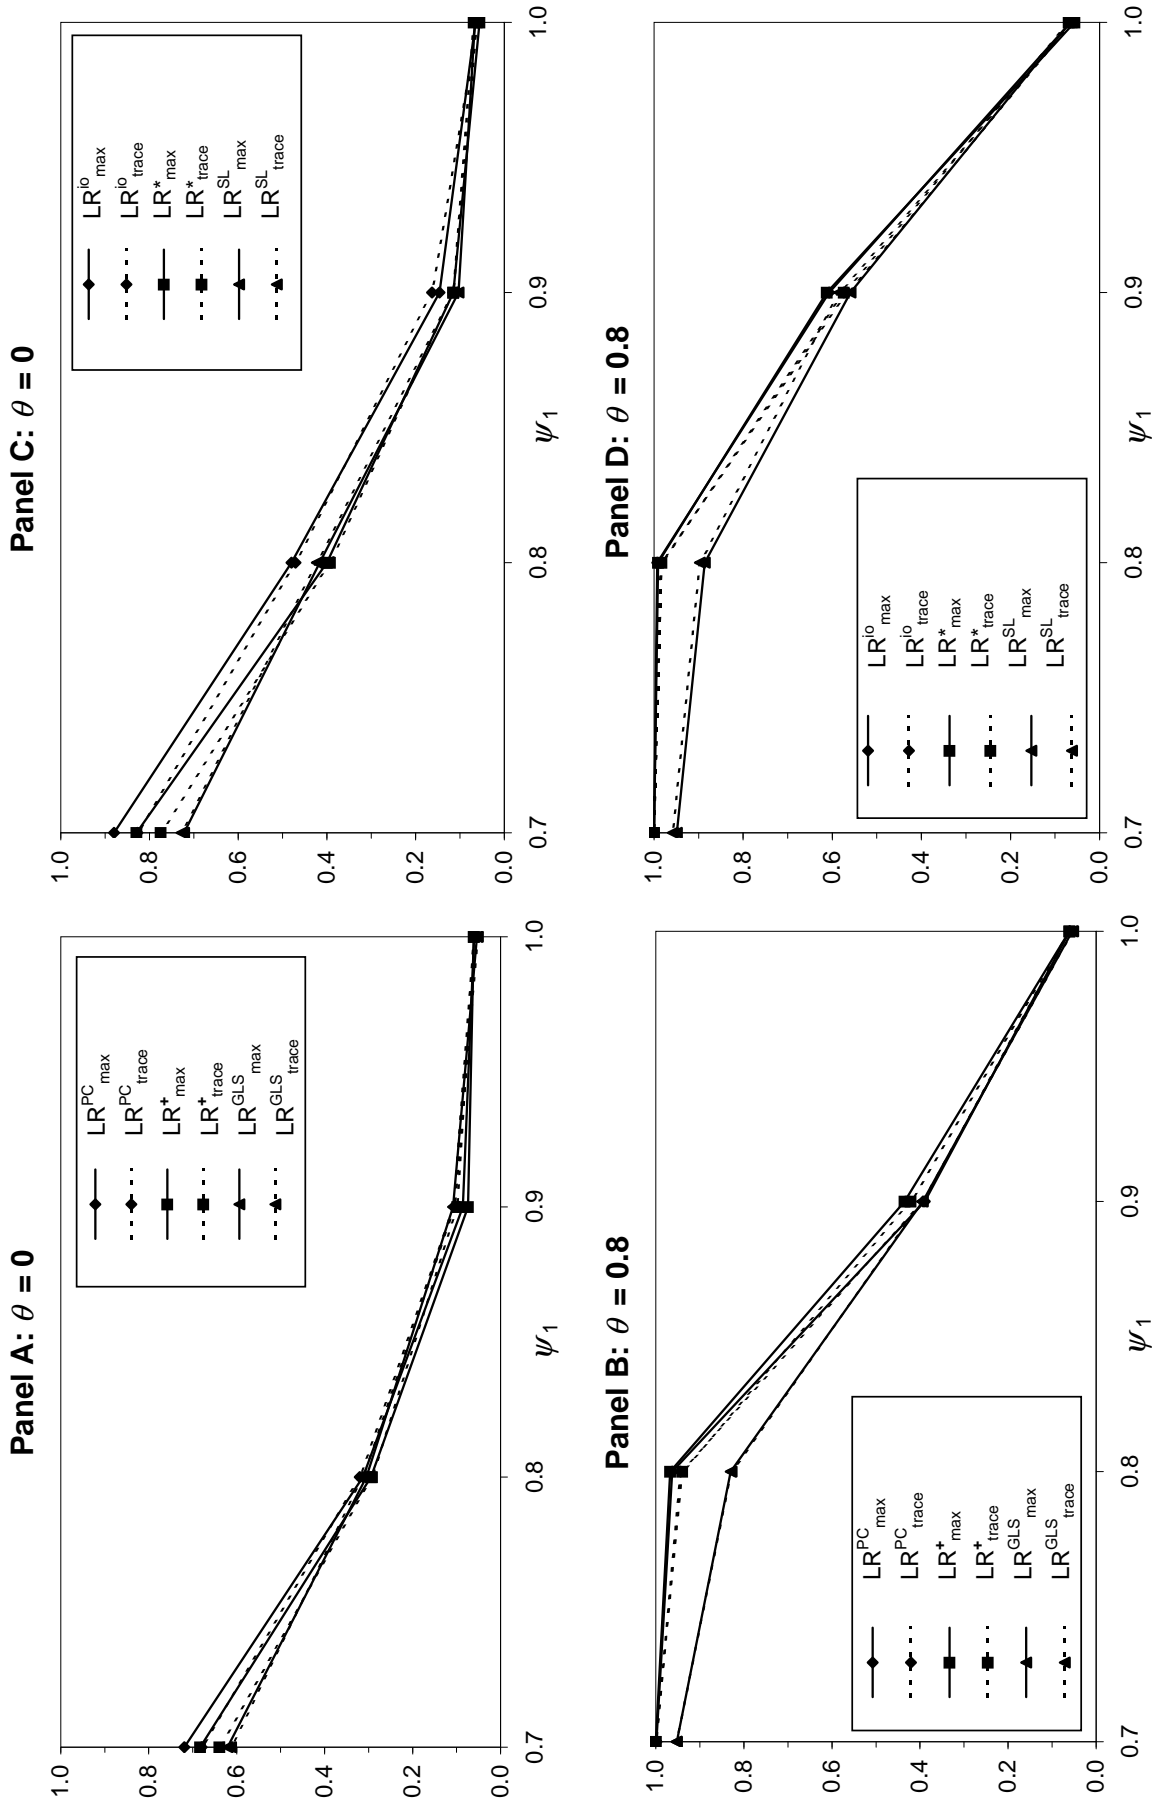 Panel A: θ = 0
1.0
0.8
0.6
0.4
0.2
0.0
0.7
0.8
0.9
1.0
ψ1
LR^PC_max
LR^PC_trace
LR^+_max
LR^+_trace
LR^GLS_max
LR^GLS_trace
Panel C: θ = 0
1.0
0.8
0.6
0.4
0.2
0.0
0.7
0.8
0.9
1.0
ψ1
LR^io_max
LR^io_trace
LR*_max
LR*_trace
LR^SL_max
LR^SL_trace
Panel B: θ = 0.8
1.0
0.8
0.6
0.4
0.2
0.0
0.7
0.8
0.9
1.0
ψ1
LR^PC_max
LR^PC_trace
LR^+_max
LR^+_trace
LR^GLS_max
LR^GLS_trace
Panel D: θ = 0.8
1.0
0.8
0.6
0.4
0.2
0.0
0.7
0.8
0.9
1.0
ψ1
LR^io_max
LR^io_trace
LR*_max
LR*_trace
LR^SL_max
LR^SL_trace